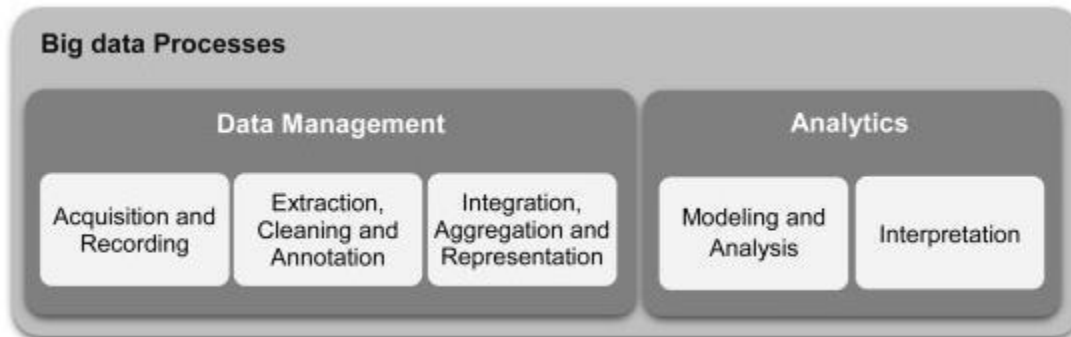 Big data Processes
Data Management
Acquisition and
Recording
Extraction,
Cleaning and
Annotation
Integration,
Aggregation and
Representation
Analytics
Modeling and
Analysis
Interpretation